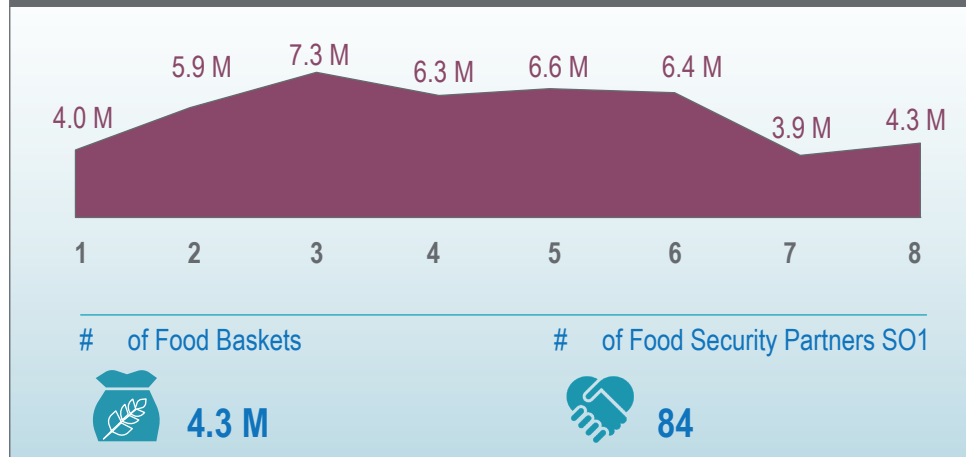 7.3 M
5.9 M
6.3 M
6.6 M
6.4 M
4.0 M
3.9 M
4.3 M
1 2 3 4 5 6 7 8
# of Food Baskets
# of Food Security Partners SO1
4.3 M
84